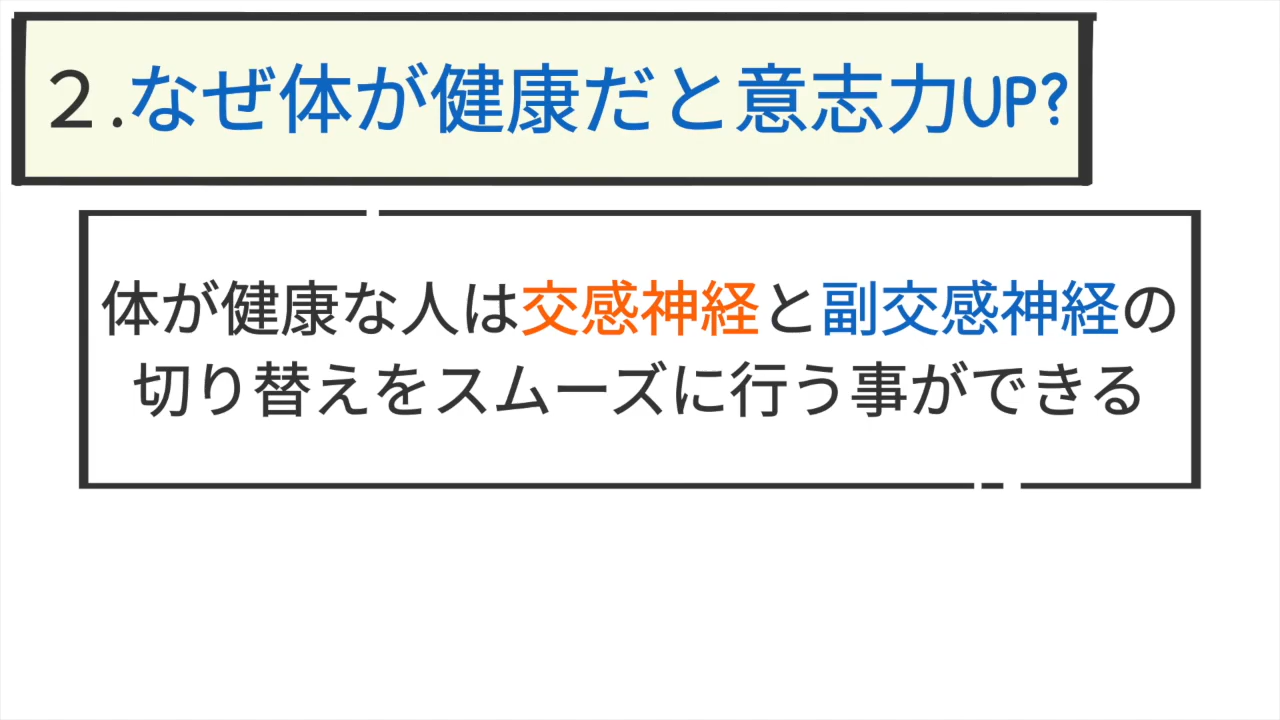 ２.なぜ体が健康だと意志力UP?
体が健康な人は交感神経と副交感神経の
切り替えをスムーズに行う事ができる